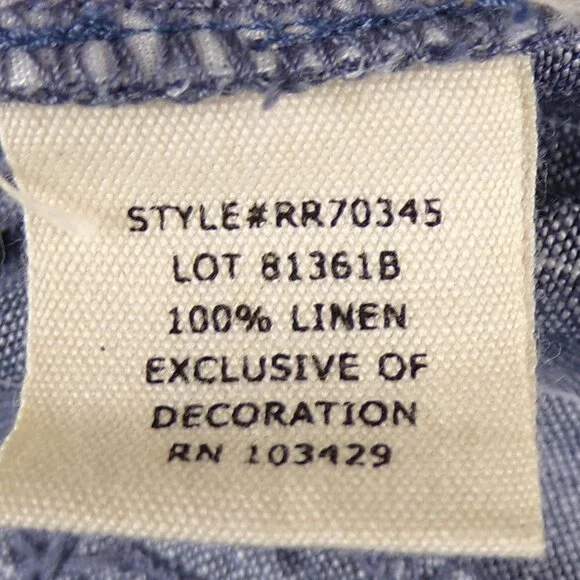 STYLE#RR70345
LOT 81361B
100% LINEN
EXCLUSIVE OF
DECORATION
RN 103429